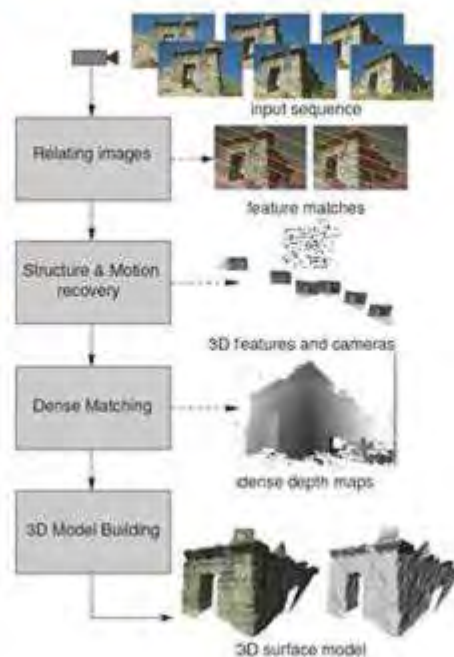 input sequence
Relating images
feature matches
Structure & Motion
recovery
3D features and cameras
Dense Matching
dense depth maps
3D Model Building
3D surface model